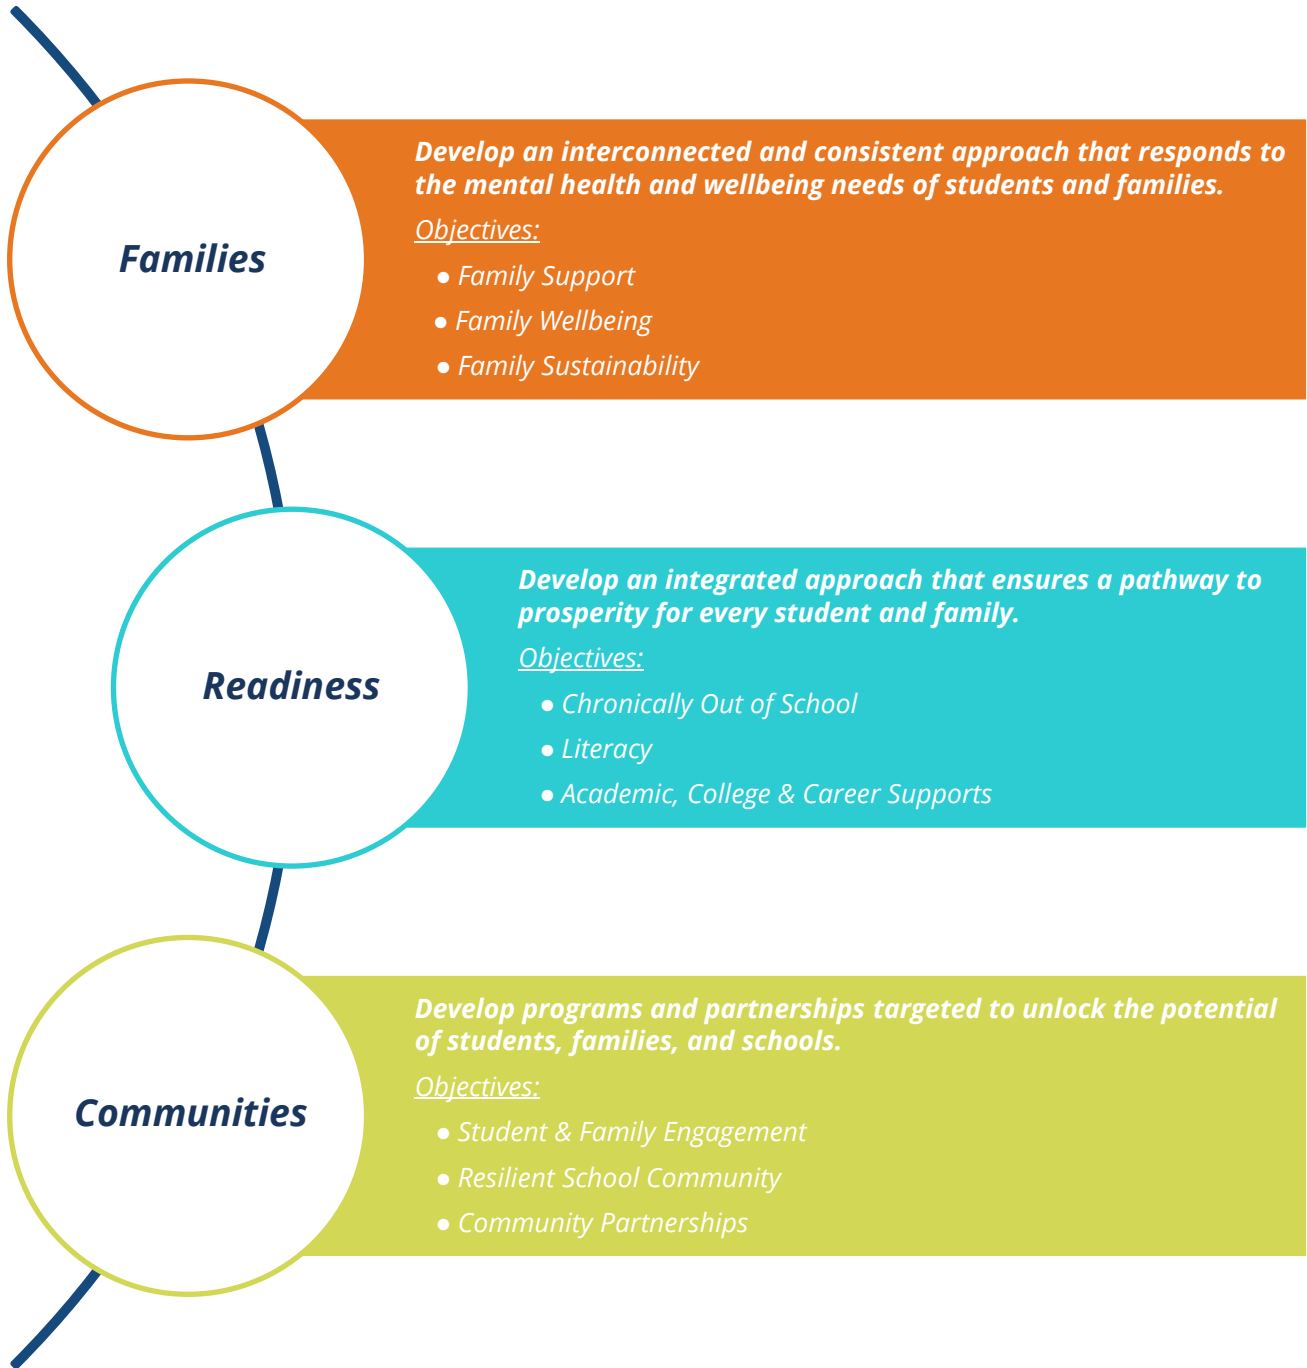 Families
Develop an interconnected and consistent approach that responds to
the mental health and wellbeing needs of students and families.
Objectives:
● Family Support
● Family Wellbeing
● Family Sustainability
Readiness
Develop an integrated approach that ensures a pathway to
prosperity for every student and family.
Objectives:
● Chronically Out of School
● Literacy
● Academic, College & Career Supports
Communities
Develop programs and partnerships targeted to unlock the potential
of students, families, and schools.
Objectives:
● Student & Family Engagement
● Resilient School Community
● Community Partnerships